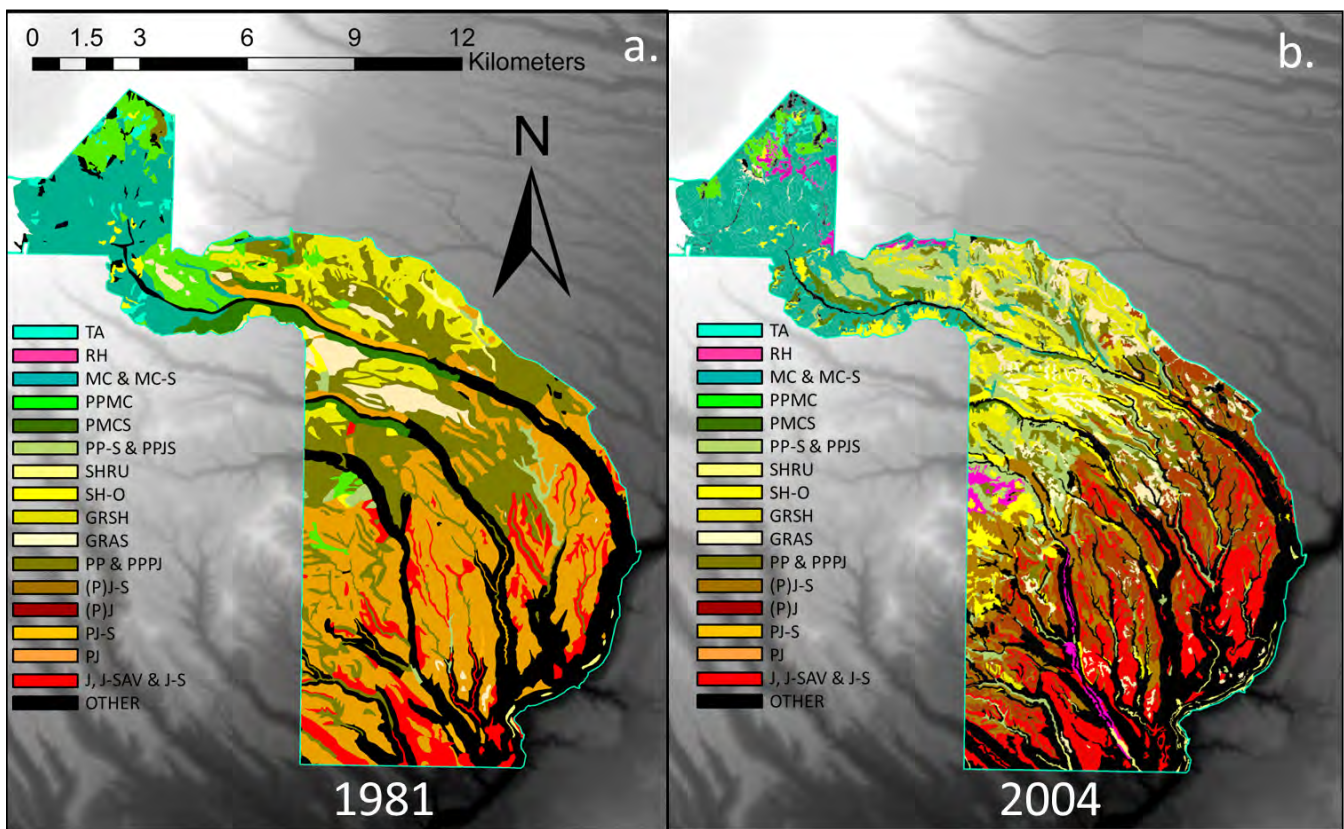 0 1.5 3 6 9 12
Kilometers
a.
N
TA
RH
MC & MC-S
PPMC
PMCS
PP-S & PPJS
SHRU
SH-O
GRSH
GRAS
PP & PPPJ
(P)J-S
(P)J
PJ-S
PJ
J, J-SAV & J-S
OTHER
1981
b.
TA
RH
MC & MC-S
PPMC
PMCS
PP-S & PPJS
SHRU
SH-O
GRSH
GRAS
PP & PPPJ
(P)J-S
(P)J
PJ-S
PJ
J, J-SAV & J-S
OTHER
2004